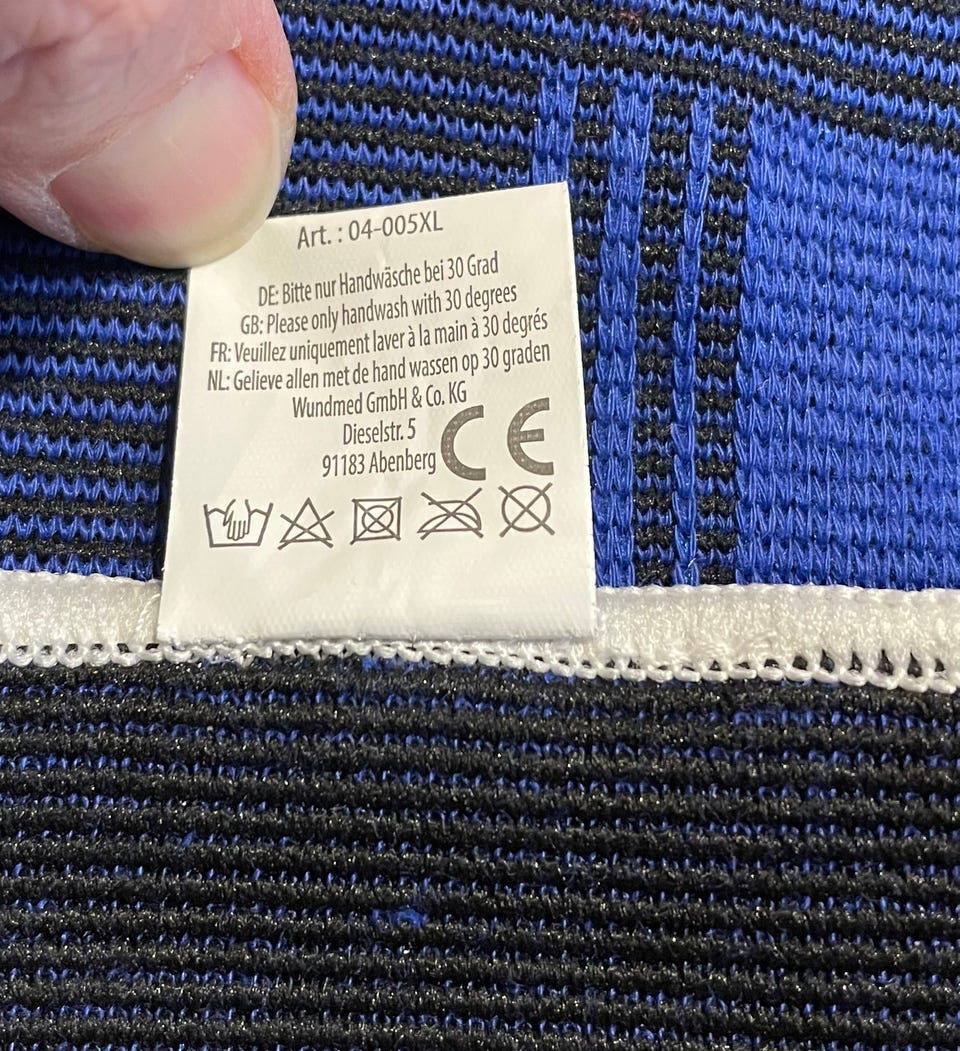 Art. : 04-005XL
DE: Bitte nur Handwäsche bei 30 Grad
GB: Please only handwash with 30 degrees
FR: Veuillez uniquement laver à la main à 30 degrés
NL: Gelieve allen met de hand wassen op 30 graden
Wundmed GmbH & Co. KG
Dieselstr. 5
91183 Abenberg
CE